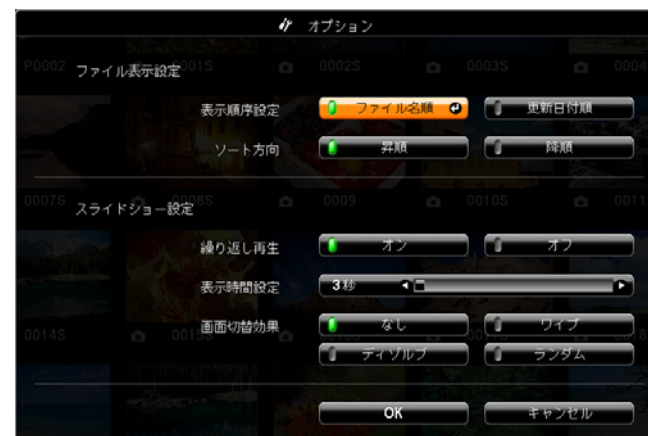 オプション
P0002 0001S 0002S 0003S 0004
ファイル表示設定
表示順序設定 ファイル名順 更新日付順
ソート方向 昇順 降順
0007S 0008S 0009 0010S 0011
スライドショー設定
繰り返し再生 オン オフ
表示時間設定 3秒
画面切替効果 なし ワイプ
0014S 0015S
ディゾルブ ランダム
OK キャンセル